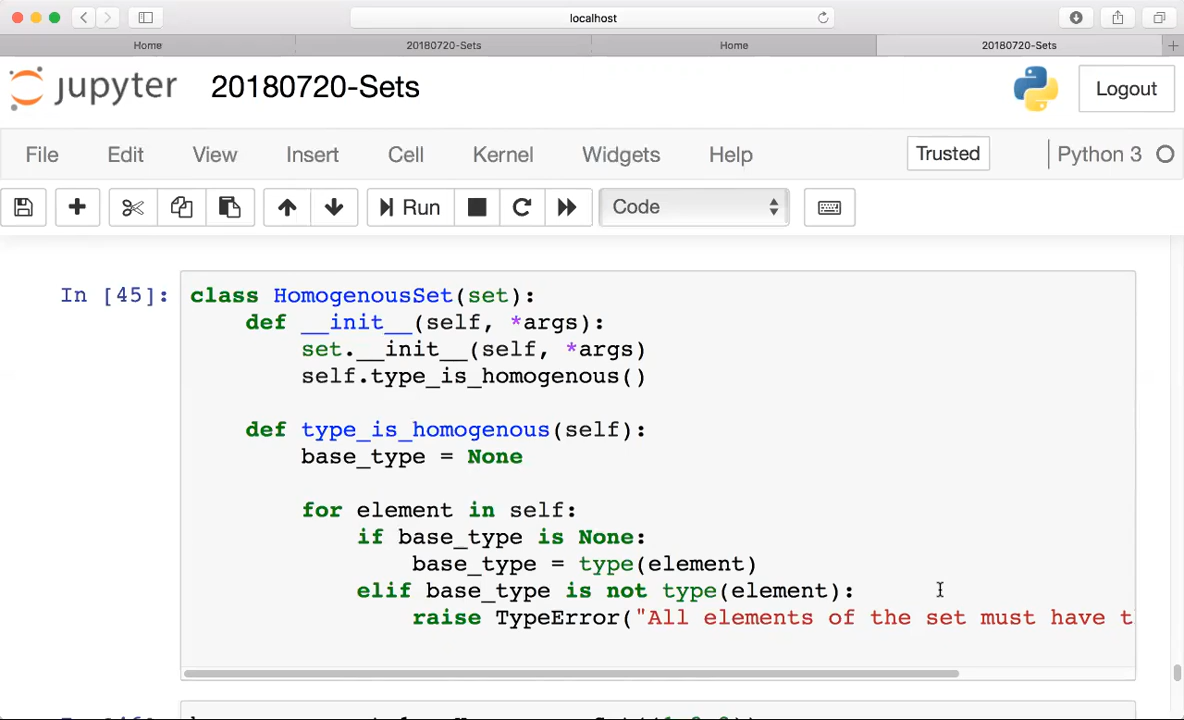 localhost
Home
20180720-Sets
Home
20180720-Sets
jupyter 20180720-Sets
Logout
File Edit View Insert Cell Kernel Widgets Help Trusted Python 3
Run Code
In [45]: class HomogenousSet(set):
def __init__(self, *args):
set.__init__(self, *args)
self.type_is_homogenous()
def type_is_homogenous(self):
base_type = None
for element in self:
if base_type is None:
base_type = type(element)
elif base_type is not type(element):
raise TypeError("All elements of the set must have t